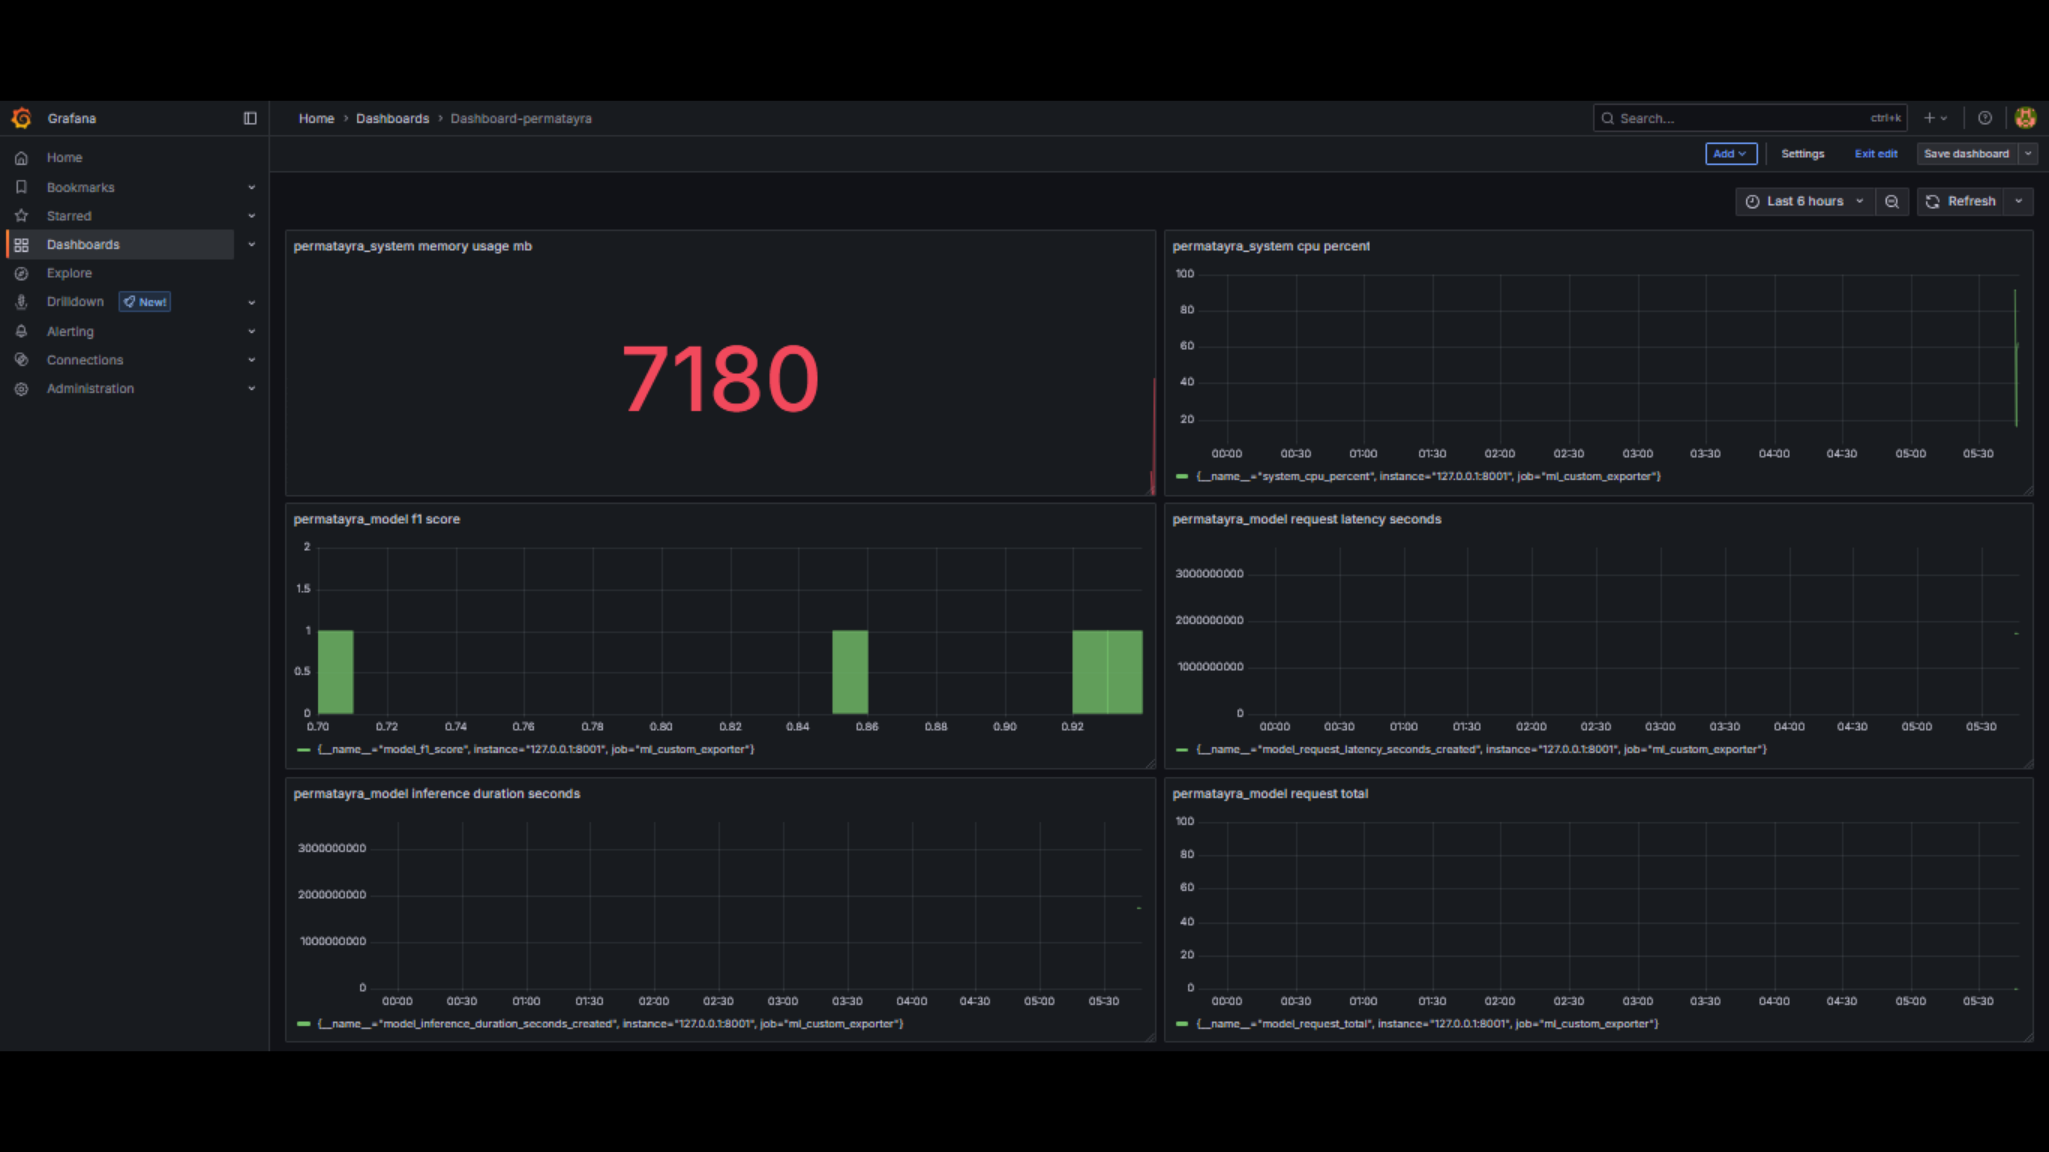 Grafana
Home › Dashboards › Dashboard-permatayra
Search...
ctrl+k
Home
Bookmarks
Starred
Dashboards
Explore
Drilldown New!
Alerting
Connections
Administration
Add
Settings
Exit edit
Save dashboard
Last 6 hours
Refresh
permatayra_system memory usage mb
7180
permatayra_system cpu percent
100
80
60
40
20
00:00 00:30 01:00 01:30 02:00 02:30 03:00 03:30 04:00 04:30 05:00 05:30
{__name__="system_cpu_percent", instance="127.0.0.1:8001", job="ml_custom_exporter"}
permatayra_model f1 score
2
1.5
1
0.5
0
0.70 0.72 0.74 0.76 0.78 0.80 0.82 0.84 0.86 0.88 0.90 0.92
{__name__="model_f1_score", instance="127.0.0.1:8001", job="ml_custom_exporter"}
permatayra_model request latency seconds
3000000000
2000000000
1000000000
0
00:00 00:30 01:00 01:30 02:00 02:30 03:00 03:30 04:00 04:30 05:00 05:30
{__name__="model_request_latency_seconds_created", instance="127.0.0.1:8001", job="ml_custom_exporter"}
permatayra_model inference duration seconds
3000000000
2000000000
1000000000
0
00:00 00:30 01:00 01:30 02:00 02:30 03:00 03:30 04:00 04:30 05:00 05:30
{__name__="model_inference_duration_seconds_created", instance="127.0.0.1:8001", job="ml_custom_exporter"}
permatayra_model request total
100
80
60
40
20
0
00:00 00:30 01:00 01:30 02:00 02:30 03:00 03:30 04:00 04:30 05:00 05:30
{__name__="model_request_total", instance="127.0.0.1:8001", job="ml_custom_exporter"}